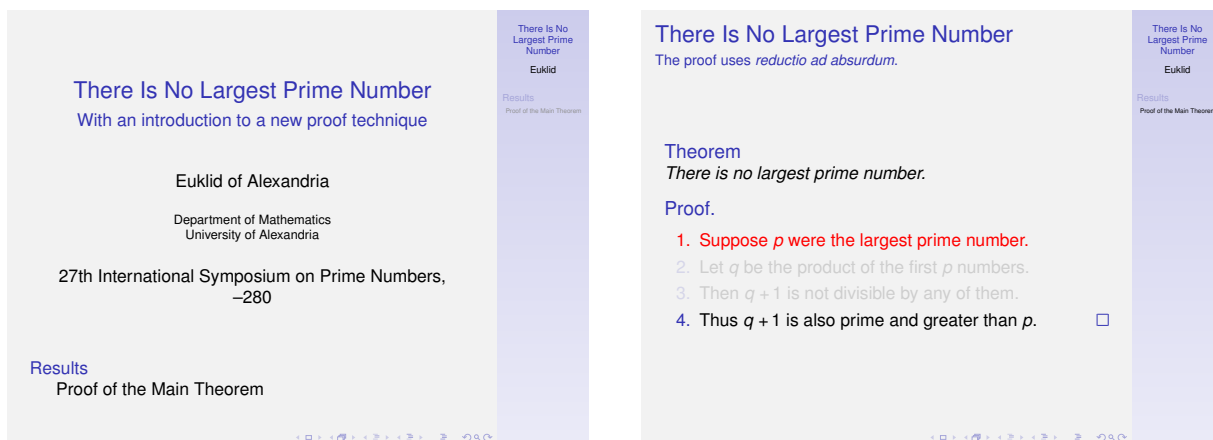 There Is No Largest Prime Number
With an introduction to a new proof technique
Euklid of Alexandria
Department of Mathematics
University of Alexandria
27th International Symposium on Prime Numbers,
–280
Results
Proof of the Main Theorem
There Is No
Largest Prime
Number
Euklid
Results
Proof of the Main Theorem
There Is No Largest Prime Number
The proof uses reductio ad absurdum.
Theorem
There is no largest prime number.
Proof.
1. Suppose p were the largest prime number.
2. Let q be the product of the first p numbers.
3. Then q + 1 is not divisible by any of them.
4. Thus q + 1 is also prime and greater than p. □
There Is No
Largest Prime
Number
Euklid
Results
Proof of the Main Theorem